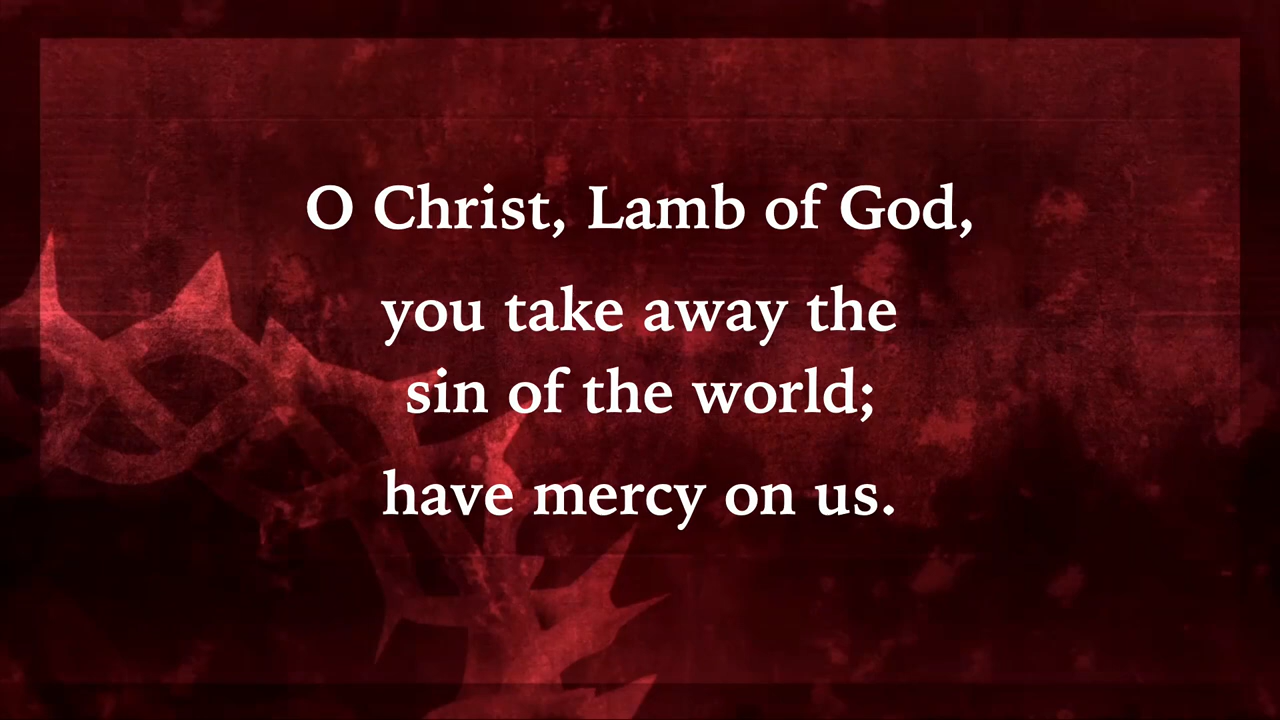 O Christ, Lamb of God,
you take away the
sin of the world;
have mercy on us.